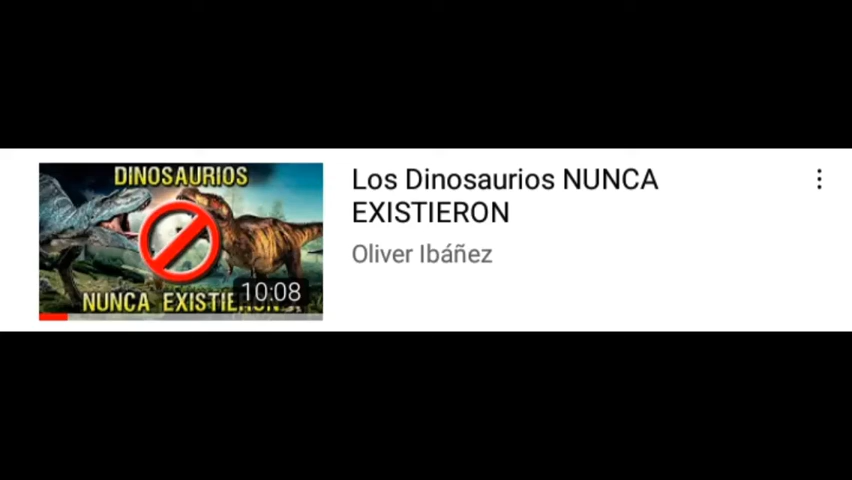 DINOSAURIOS
NUNCA EXISTIERON
10:08
Los Dinosaurios NUNCA
EXISTIERON
Oliver Ibáñez